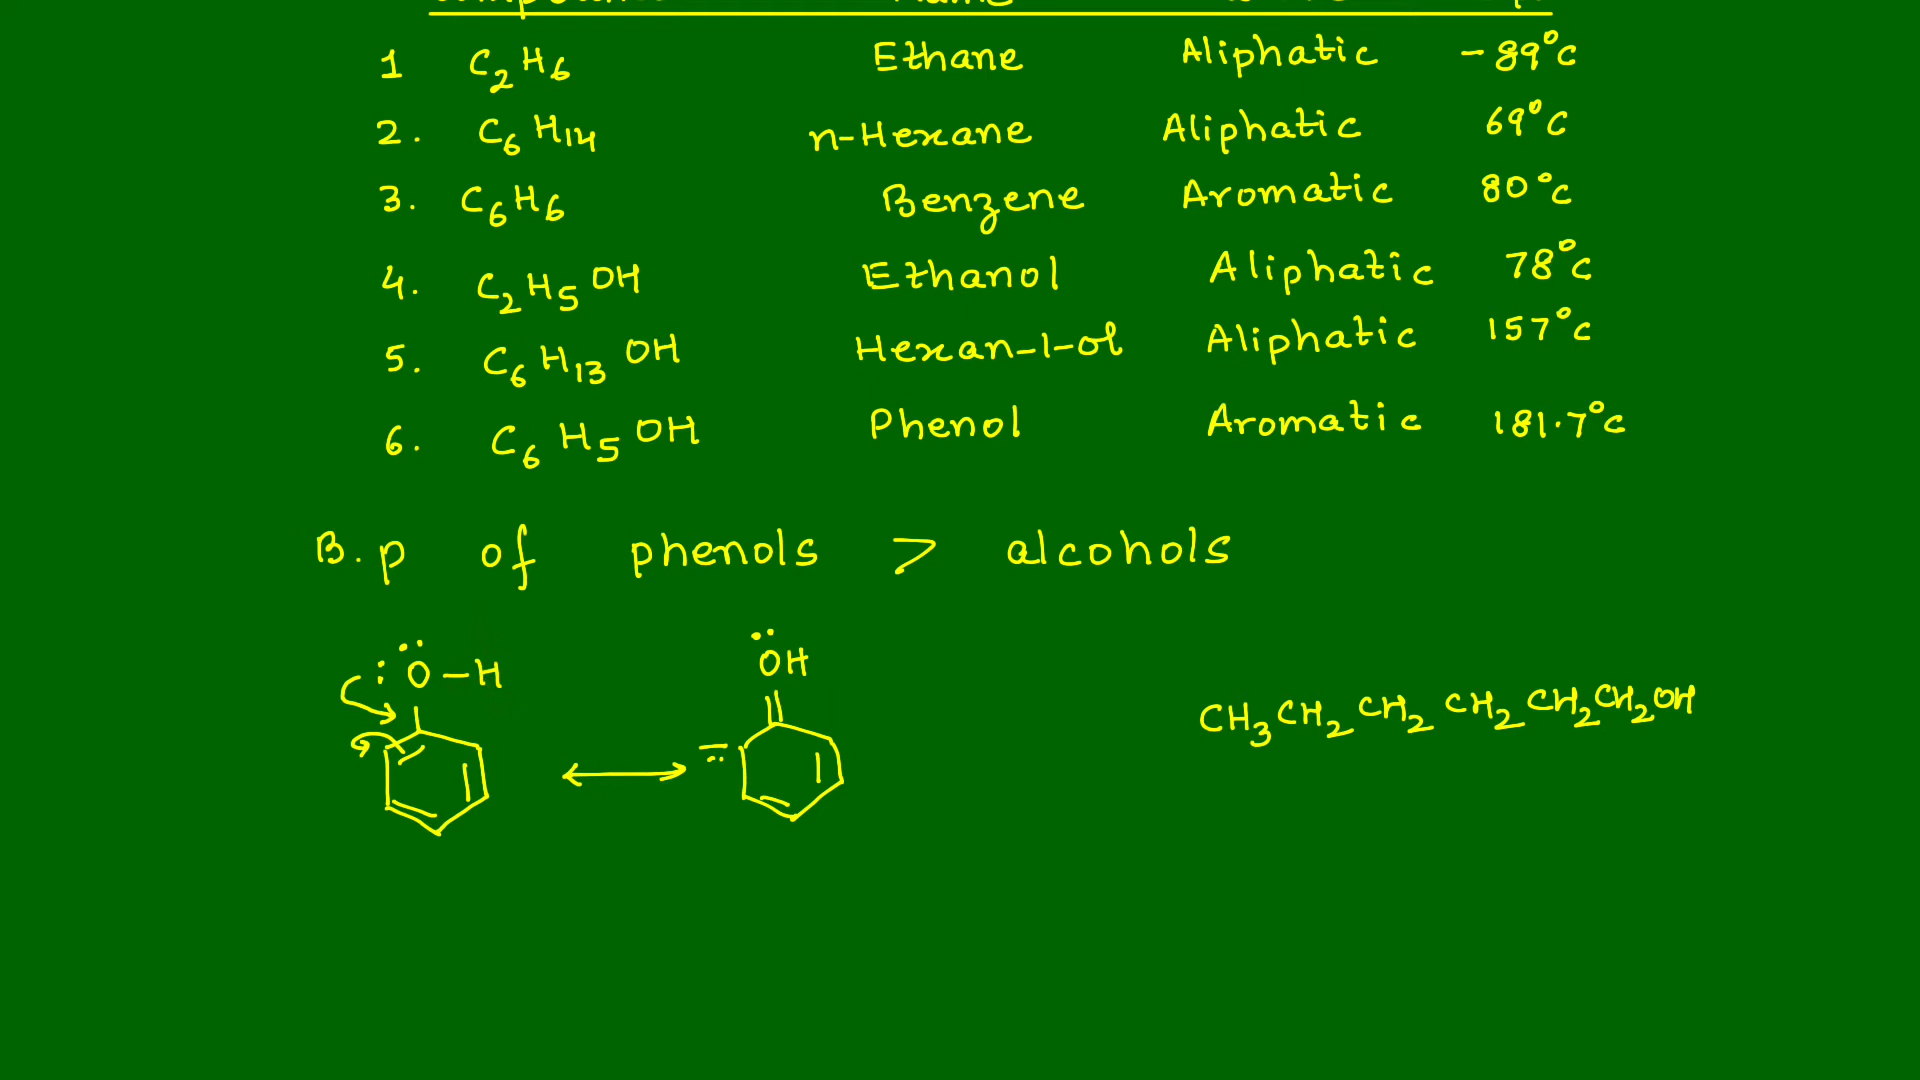 1 C2H6 Ethane Aliphatic -89°C
2. C6H14 n-Hexane Aliphatic 69°C
3. C6H6 Benzene Aromatic 80°C
4. C2H5OH Ethanol Aliphatic 78°C
5. C6H13OH Hexan-1-ol Aliphatic 157°C
6. C6H5OH Phenol Aromatic 181.7°C
B.p of phenols > alcohols
:Ö-H ÖH
CH3CH2CH2CH2CH2CH2OH